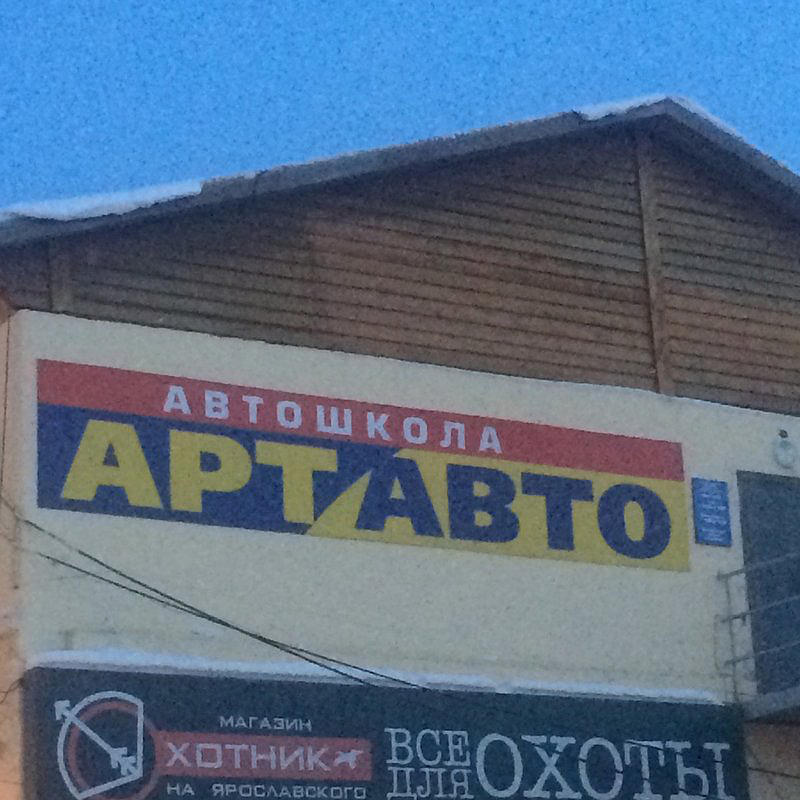 АВТОШКОЛА
АРТАВТО
МАГАЗИН
ХОТНИК
НА ЯРОСЛАВСКОГО
ВСЕ
ДЛЯ
ОХОТЫ